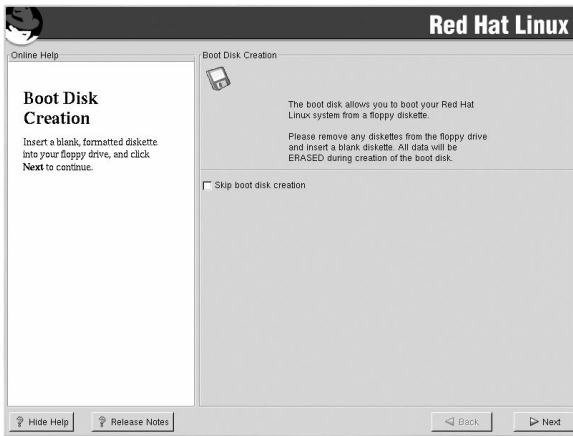 Red Hat Linux
Online Help
Boot Disk
Creation
Insert a blank, formatted diskette
into your floppy drive, and click
Next to continue.
Boot Disk Creation
The boot disk allows you to boot your Red Hat
Linux system from a floppy diskette.
Please remove any diskettes from the floppy drive
and insert a blank diskette. All data will be
ERASED during creation of the boot disk.
Skip boot disk creation
Hide Help
Release Notes
Back
Next